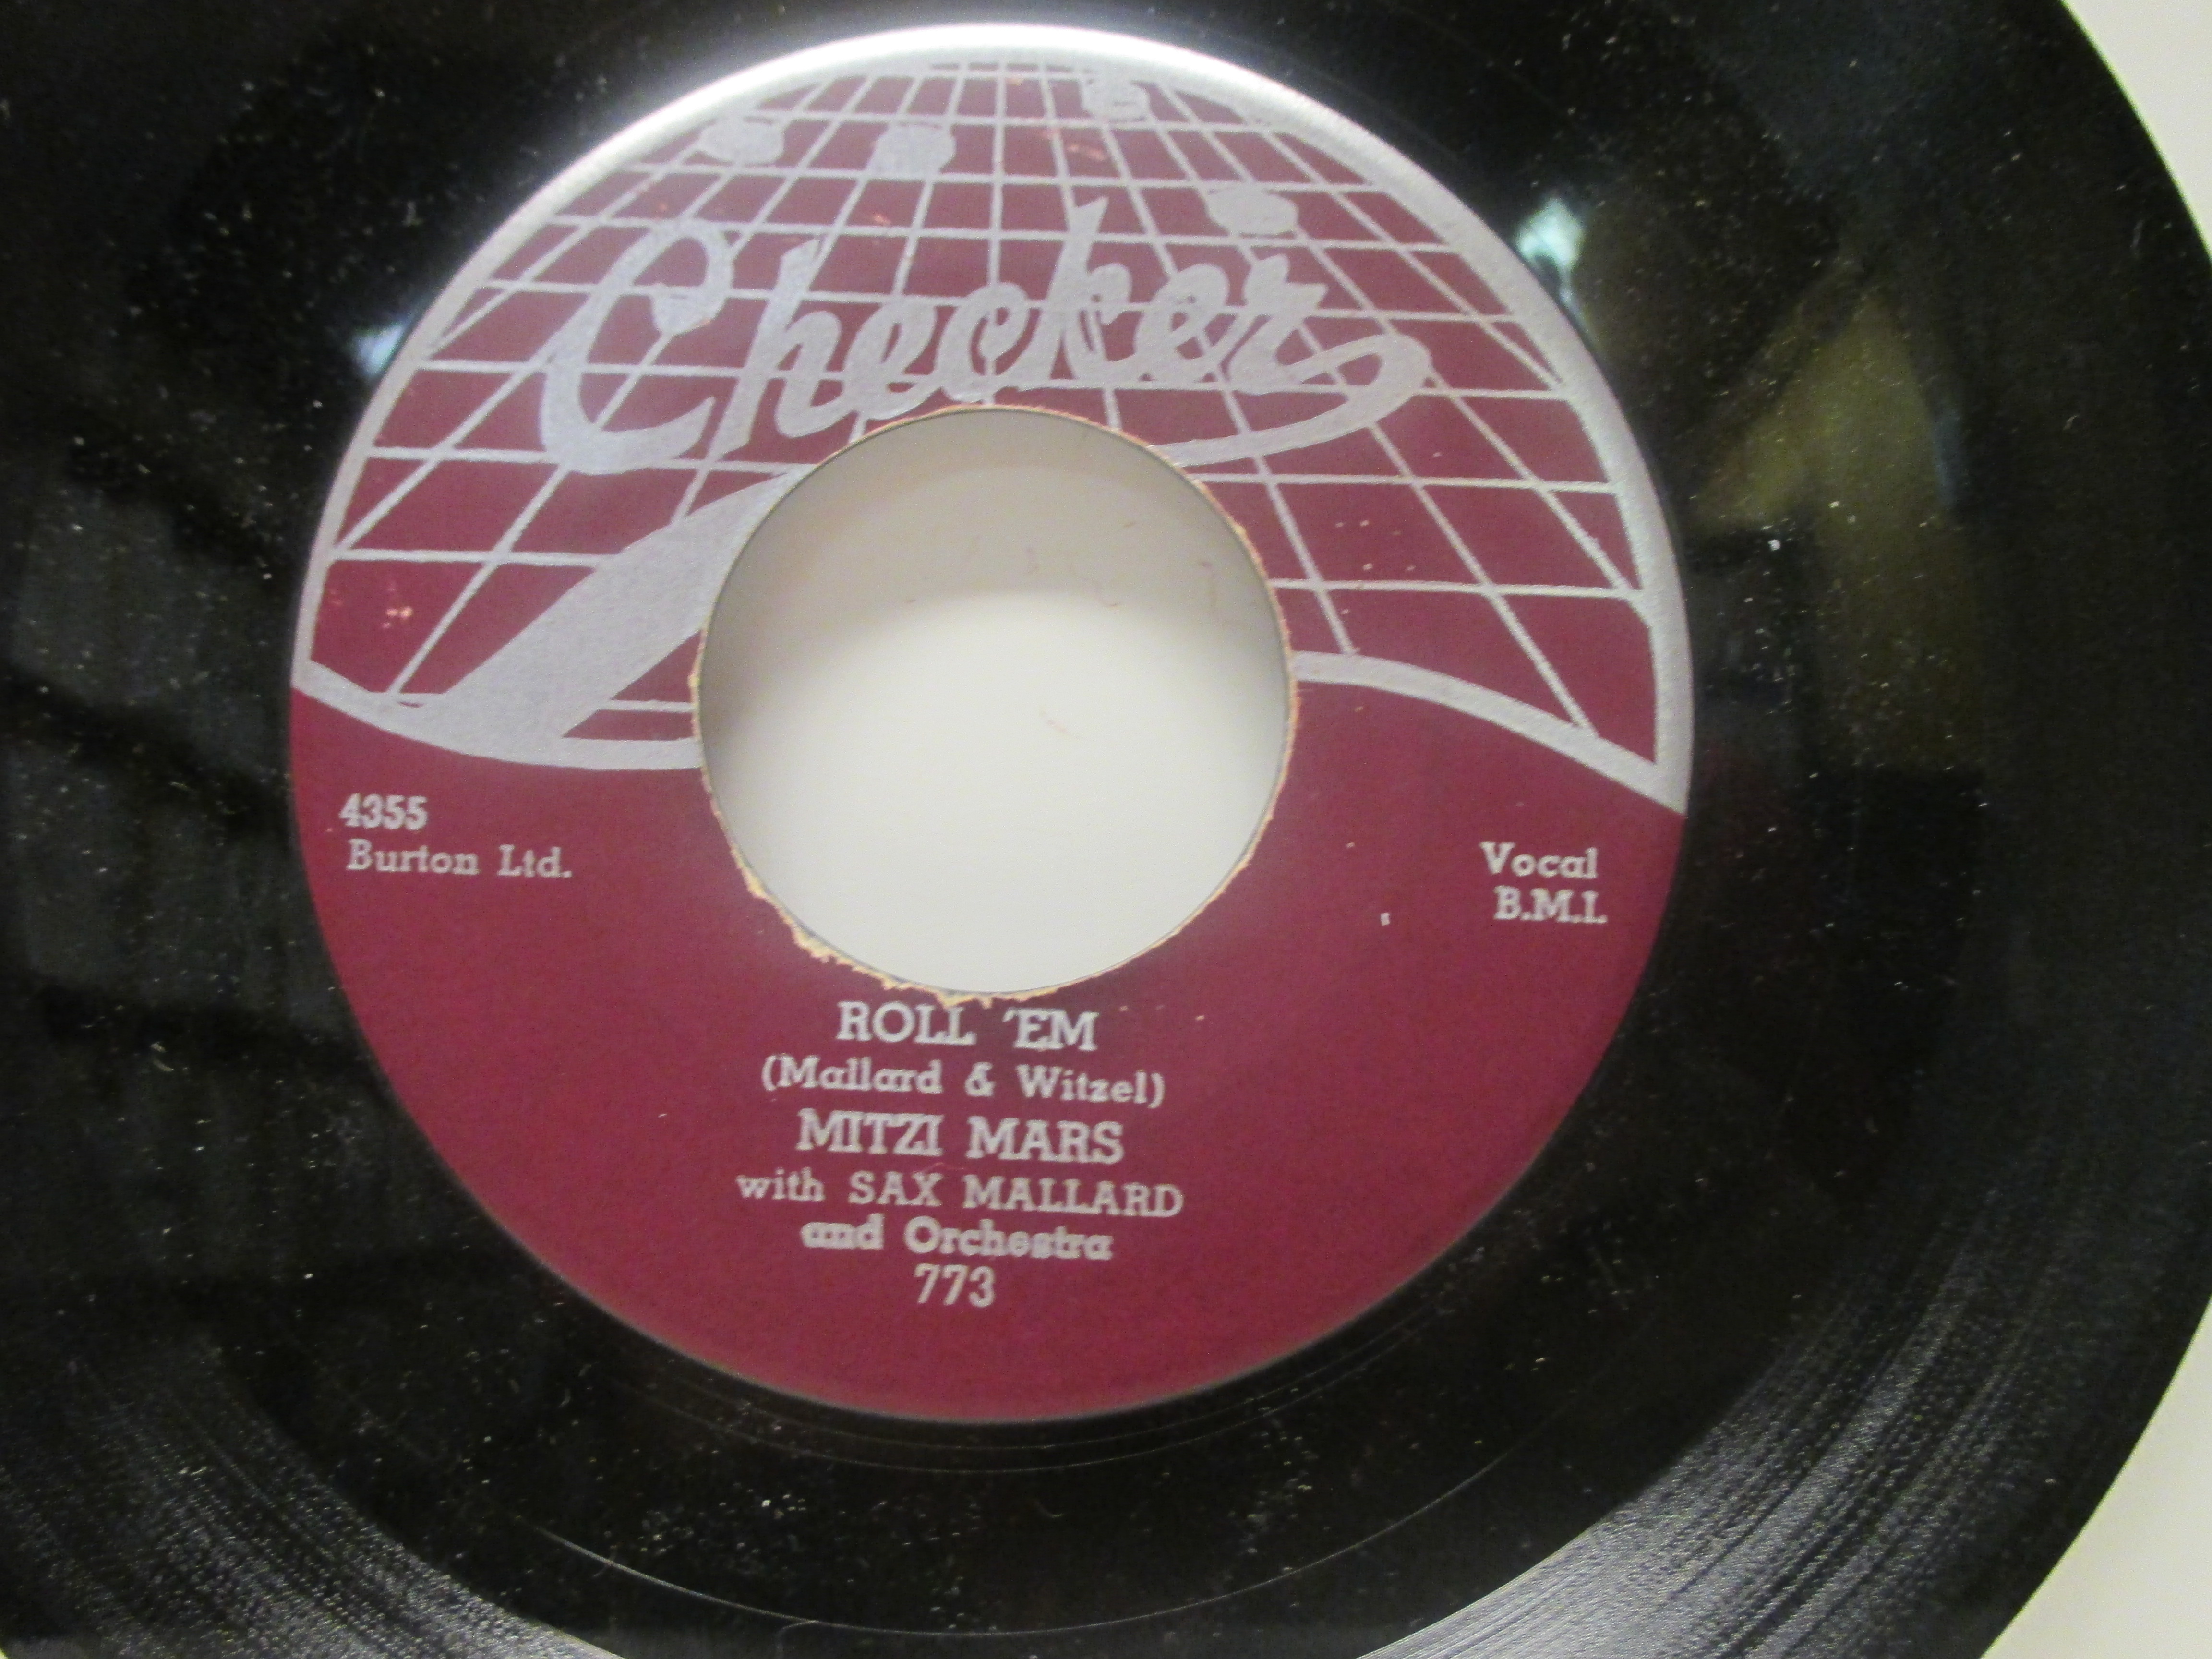 Checker
4355
Burton Ltd.
Vocal
B.M.I.
ROLL 'EM
(Mallard & Witzel)
MITZI MARS
with SAX MALLARD
and Orchestra
773